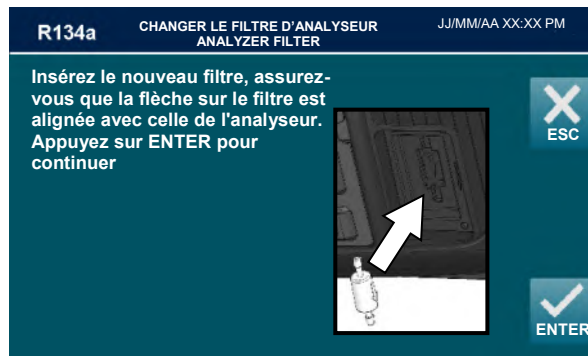 R134a
CHANGER LE FILTRE D'ANALYSEUR
ANALYZER FILTER
JJ/MM/AA XX:XX PM
Insérez le nouveau filtre, assurez-
vous que la flèche sur le filtre est
alignée avec celle de l'analyseur.
Appuyez sur ENTER pour
continuer
ESC
ENTER